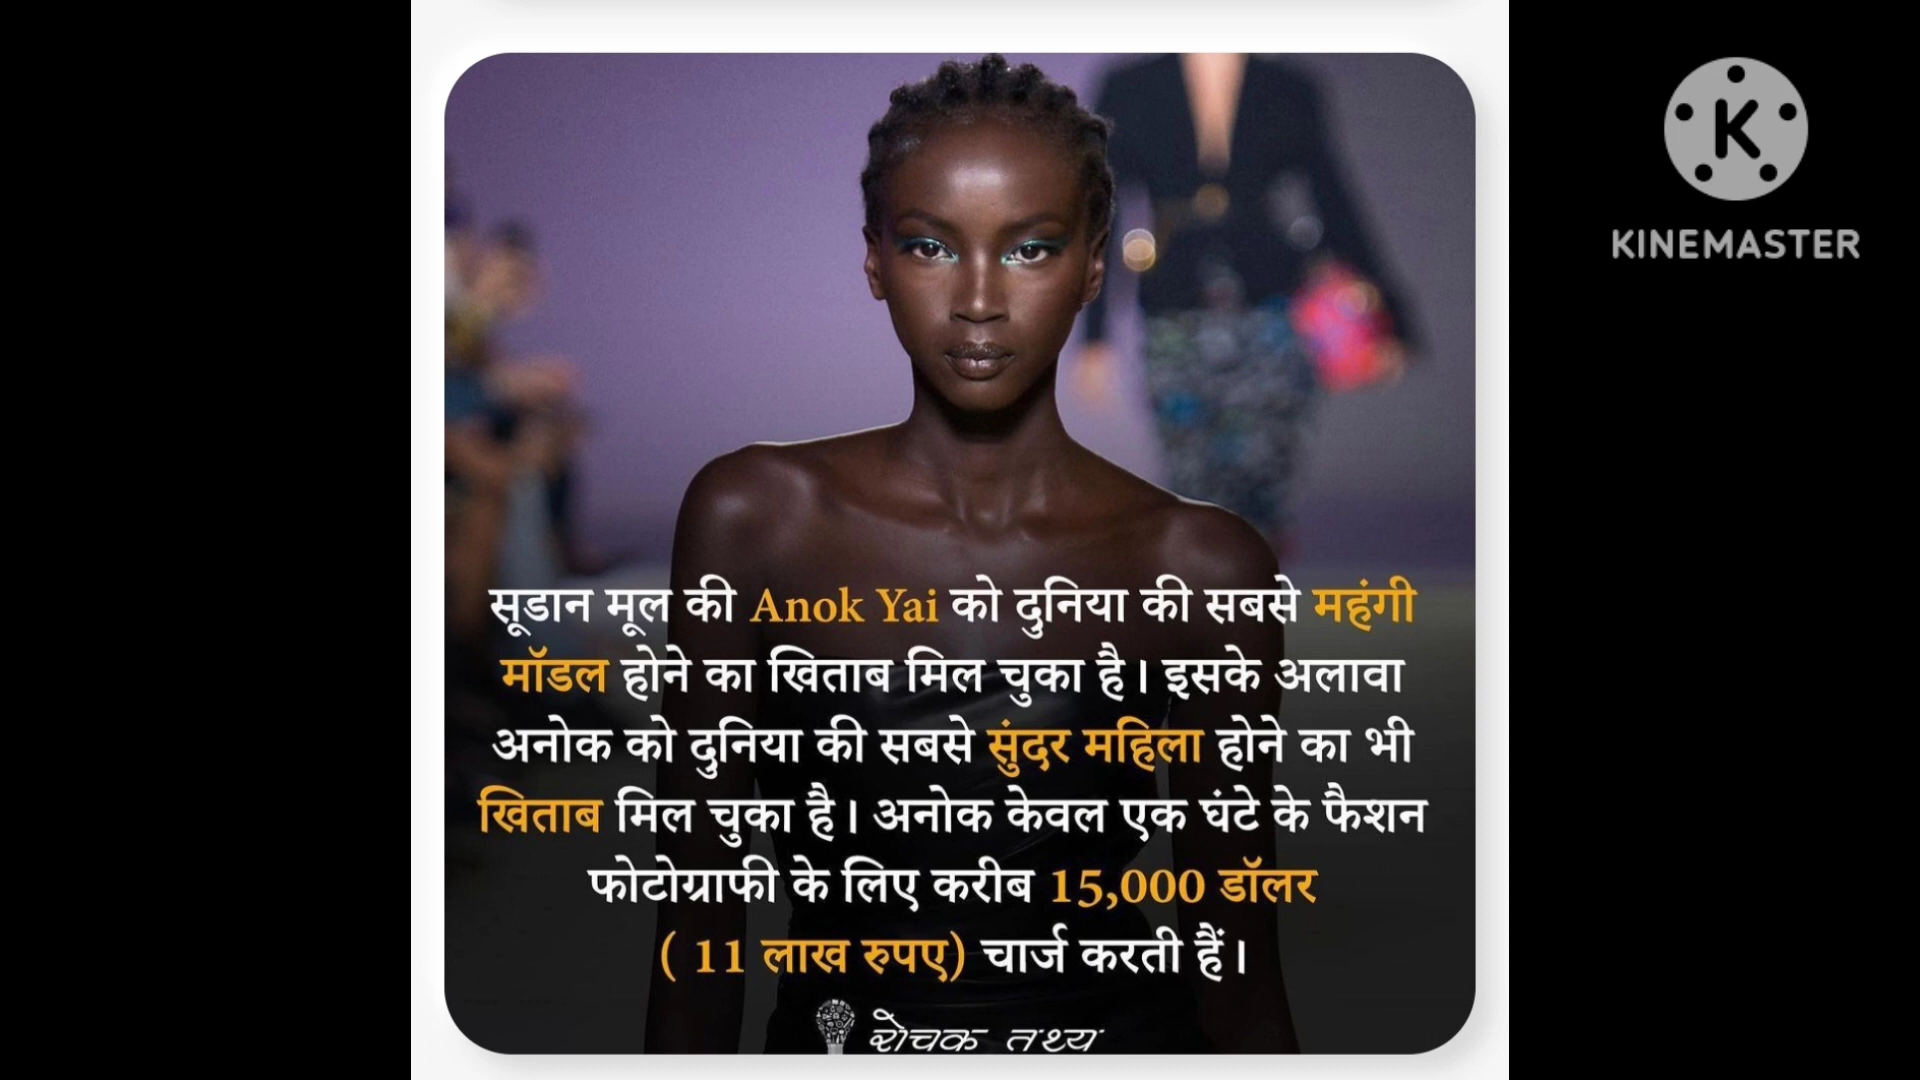 सूडान मूल की Anok Yai को दुनिया की सबसे महंगी
मॉडल होने का खिताब मिल चुका है। इसके अलावा
अनोक को दुनिया की सबसे सुंदर महिला होने का भी
खिताब मिल चुका है। अनोक केवल एक घंटे के फैशन
फोटोग्राफी के लिए करीब 15,000 डॉलर
( 11 लाख रुपए) चार्ज करती हैं।
रोचक तथ्य
K
KINEMASTER